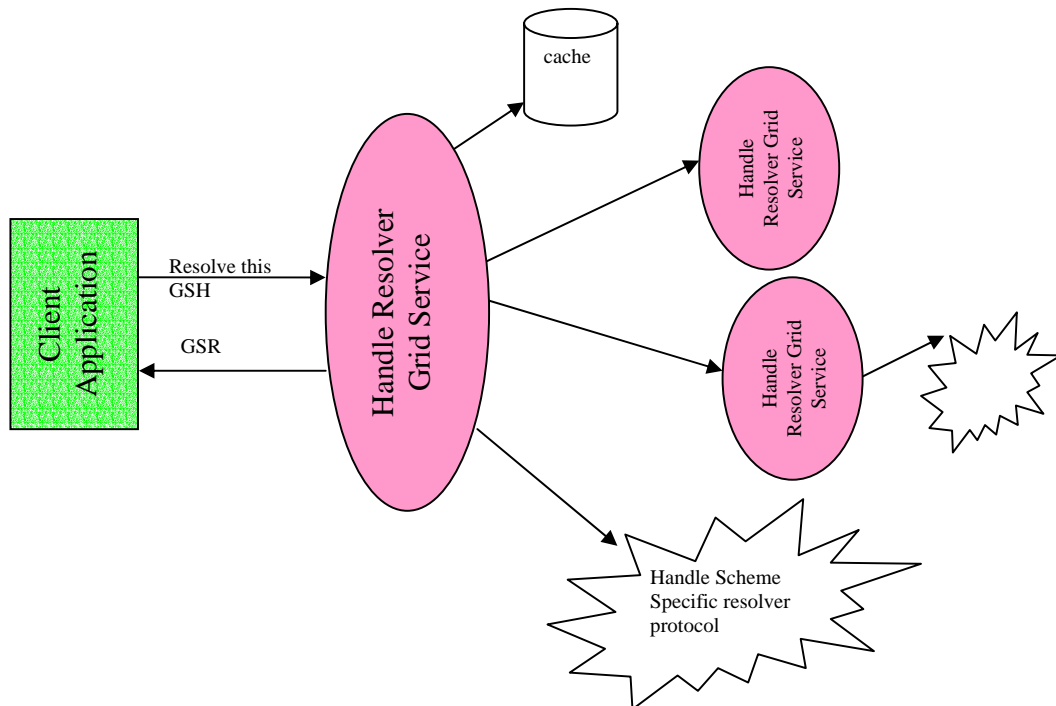 cache
Handle
Resolver Grid
Service
Client
Application
Resolve this
GSH
GSR
Handle Resolver
Grid Service
Handle
Resolver Grid
Service
Handle Scheme
Specific resolver
protocol